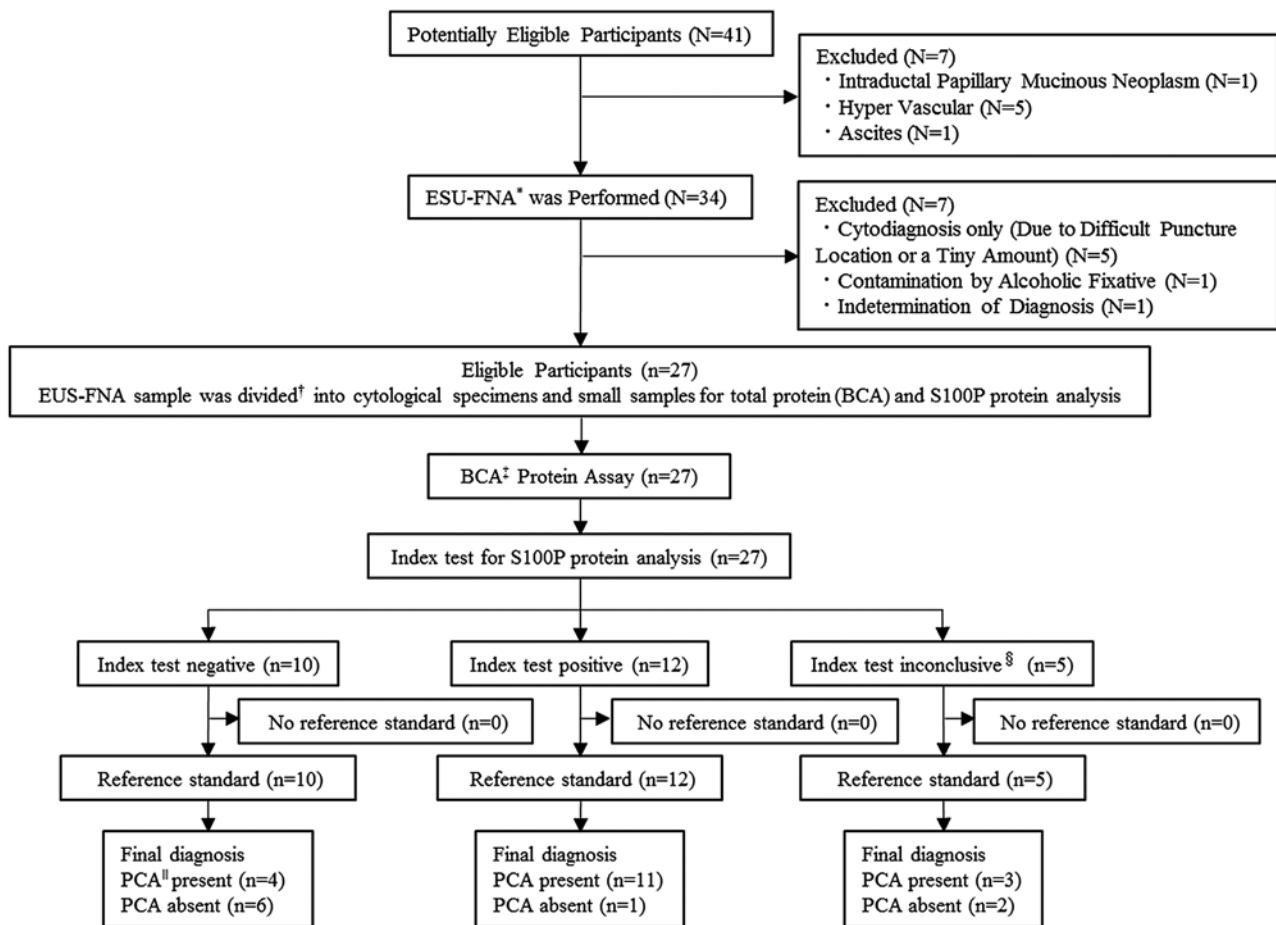 Potentially Eligible Participants (N=41)
Excluded (N=7)
・Intraductal Papillary Mucinous Neoplasm (N=1)
・Hyper Vascular (N=5)
・Ascites (N=1)
ESU-FNA* was Performed (N=34)
Excluded (N=7)
・Cytodiagnosis only (Due to Difficult Puncture
Location or a Tiny Amount) (N=5)
・Contamination by Alcoholic Fixative (N=1)
・Indetermination of Diagnosis (N=1)
Eligible Participants (n=27)
EUS-FNA sample was divided† into cytological specimens and small samples for total protein (BCA) and S100P protein analysis
BCA‡ Protein Assay (n=27)
Index test for S100P protein analysis (n=27)
Index test negative (n=10)
Index test positive (n=12)
Index test inconclusive§ (n=5)
No reference standard (n=0)
No reference standard (n=0)
No reference standard (n=0)
Reference standard (n=10)
Reference standard (n=12)
Reference standard (n=5)
Final diagnosis
PCA‖ present (n=4)
PCA absent (n=6)
Final diagnosis
PCA present (n=11)
PCA absent (n=1)
Final diagnosis
PCA present (n=3)
PCA absent (n=2)